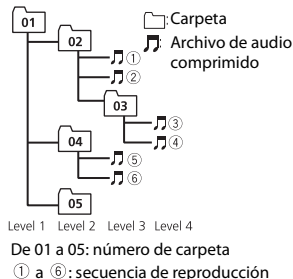 01
:Carpeta
02
: Archivo de audio
comprimido
①
②
03
③
④
04
⑤
⑥
05
Level 1 Level 2 Level 3 Level 4
De 01 a 05: número de carpeta
① a ⑥: secuencia de reproducción